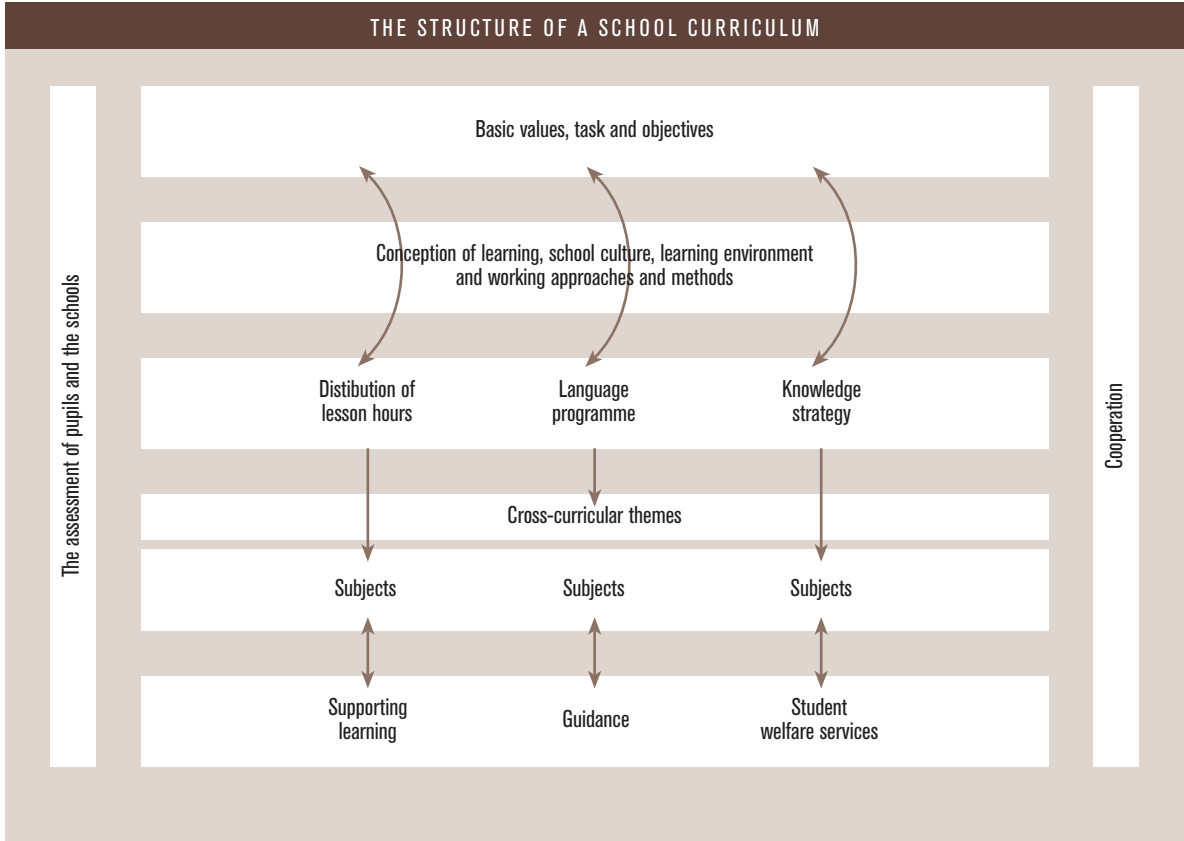 THE STRUCTURE OF A SCHOOL CURRICULUM
The assessment of pupils and the schools
Basic values, task and objectives
Conception of learning, school culture, learning environment
and working approaches and methods
Distibution of
lesson hours
Language
programme
Knowledge
strategy
Cross-curricular themes
Subjects
Subjects
Subjects
Supporting
learning
Guidance
Student
welfare services
Cooperation